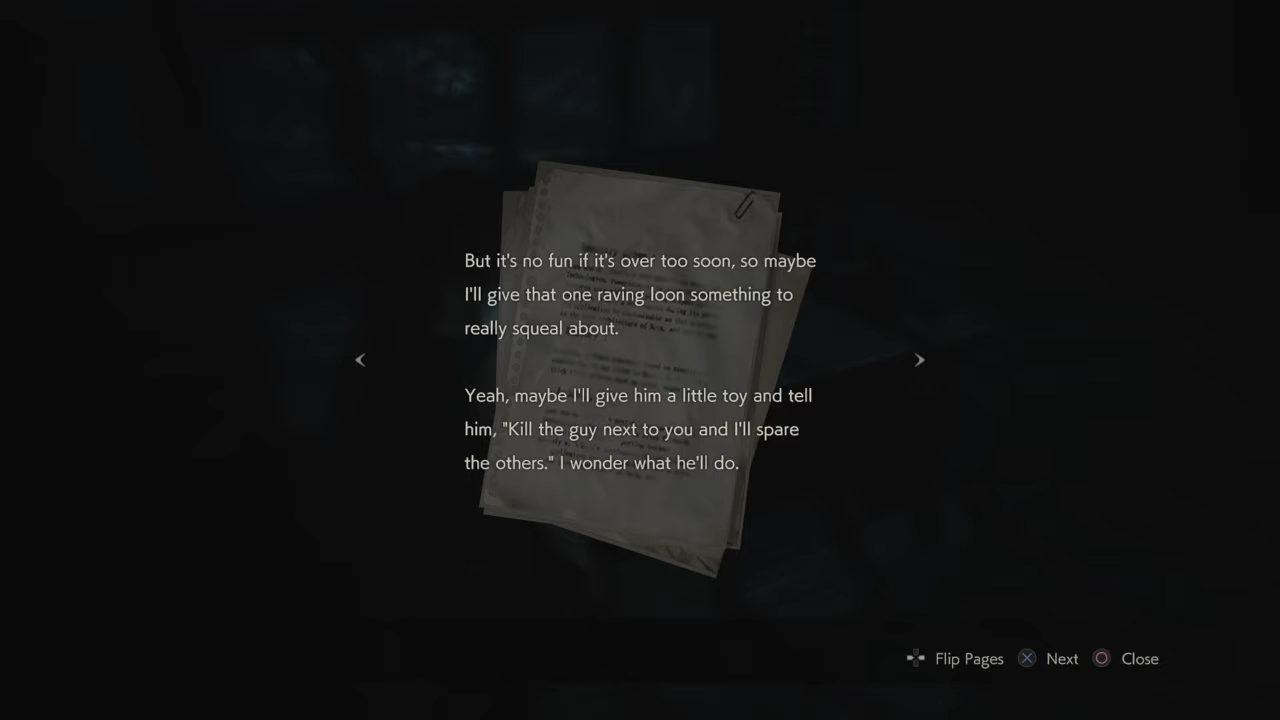 But it's no fun if it's over too soon, so maybe
I'll give that one raving loon something to
really squeal about.
Yeah, maybe I'll give him a little toy and tell
him, "Kill the guy next to you and I'll spare
the others." I wonder what he'll do.
Flip Pages Next Close